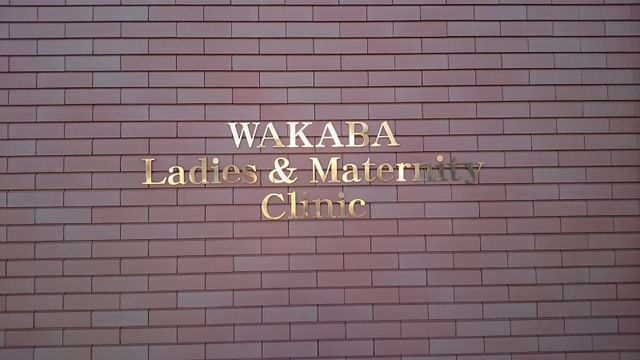 WAKABA
Ladies & Maternity
Clinic